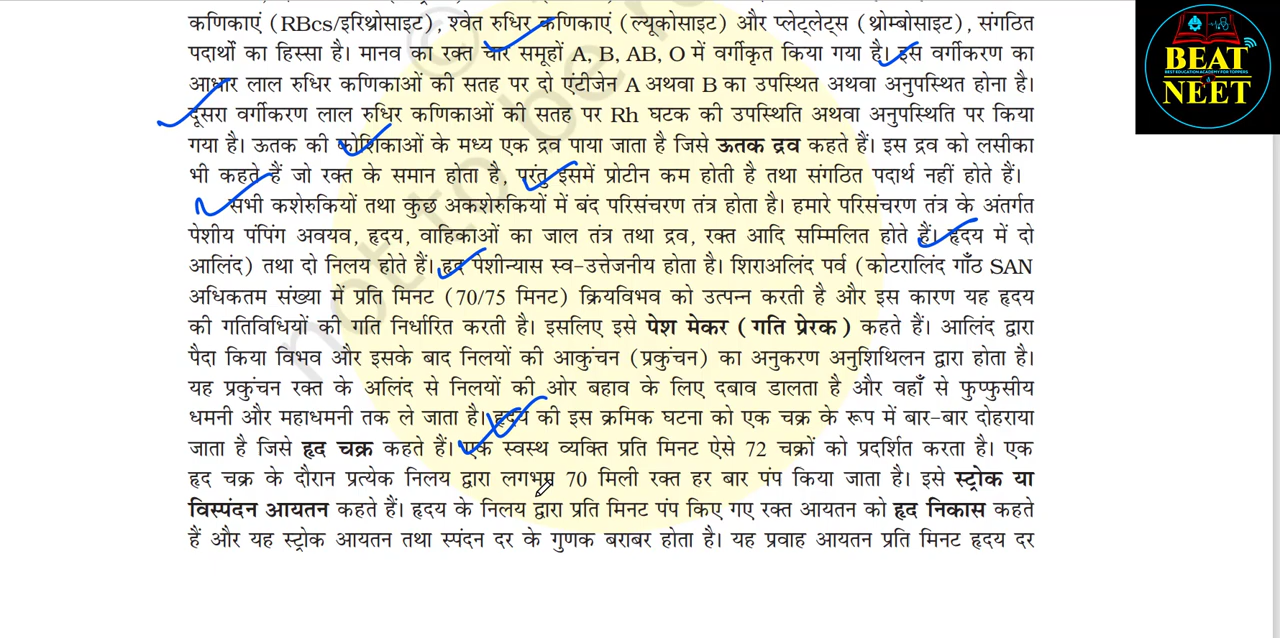 कणिकाएं (RBcs/इरिथ्रोसाइट), श्वेत रुधिर कणिकाएं (ल्यूकोसाइट) और प्लेट्लेट्स (थ्रोम्बोसाइट), संगठित
पदार्थो का हिस्सा है। मानव का रक्त चार समूहों A, B, AB, O में वर्गीकृत किया गया है। इस वर्गीकरण का
आधार लाल रुधिर कणिकाओं की सतह पर दो एंटीजेन A अथवा B का उपस्थित अथवा अनुपस्थित होना है।
दूसरा वर्गीकरण लाल रुधिर कणिकाओं की सतह पर Rh घटक की उपस्थिति अथवा अनुपस्थिति पर किया
गया है। ऊतक की कोशिकाओं के मध्य एक द्रव पाया जाता है जिसे ऊतक द्रव कहते हैं। इस द्रव को लसीका
भी कहते हैं जो रक्त के समान होता है, परंतु इसमें प्रोटीन कम होती है तथा संगठित पदार्थ नहीं होते हैं।
सभी कशेरुकियों तथा कुछ अकशेरुकियों में बंद परिसंचरण तंत्र होता है। हमारे परिसंचरण तंत्र के अंतर्गत
पेशीय पंपिंग अवयव, हृदय, वाहिकाओं का जाल तंत्र तथा द्रव, रक्त आदि सम्मिलित होते हैं। हृदय में दो
आलिंद) तथा दो निलय होते हैं। हृद पेशीन्यास स्व-उत्तेजनीय होता है। शिराअलिंद पर्व (कोटरालिंद गाँठ SAN
अधिकतम संख्या में प्रति मिनट (70/75 मिनट) क्रियविभव को उत्पन्न करती है और इस कारण यह हृदय
की गतिविधियों की गति निर्धारित करती है। इसलिए इसे पेश मेकर (गति प्रेरक) कहते हैं। आलिंद द्वारा
पैदा किया विभव और इसके बाद निलयों की आकुंचन (प्रकुंचन) का अनुकरण अनुशिथिलन द्वारा होता है।
यह प्रकुंचन रक्त के अलिंद से निलयों की ओर बहाव के लिए दबाव डालता है और वहाँ से फुप्फुसीय
धमनी और महाधमनी तक ले जाता है। हृदय की इस क्रमिक घटना को एक चक्र के रूप में बार-बार दोहराया
जाता है जिसे हृद चक्र कहते हैं। एक स्वस्थ व्यक्ति प्रति मिनट ऐसे 72 चक्रों को प्रदर्शित करता है। एक
हृद चक्र के दौरान प्रत्येक निलय द्वारा लगभग 70 मिली रक्त हर बार पंप किया जाता है। इसे स्ट्रोक या
विस्पंदन आयतन कहते हैं। हृदय के निलय द्वारा प्रति मिनट पंप किए गए रक्त आयतन को हृद निकास कहते
हैं और यह स्ट्रोक आयतन तथा स्पंदन दर के गुणक बराबर होता है। यह प्रवाह आयतन प्रति मिनट हृदय दर
BEAT
BEST EDUCATION ACADEMY FOR TOPPERS
NEET
not to be